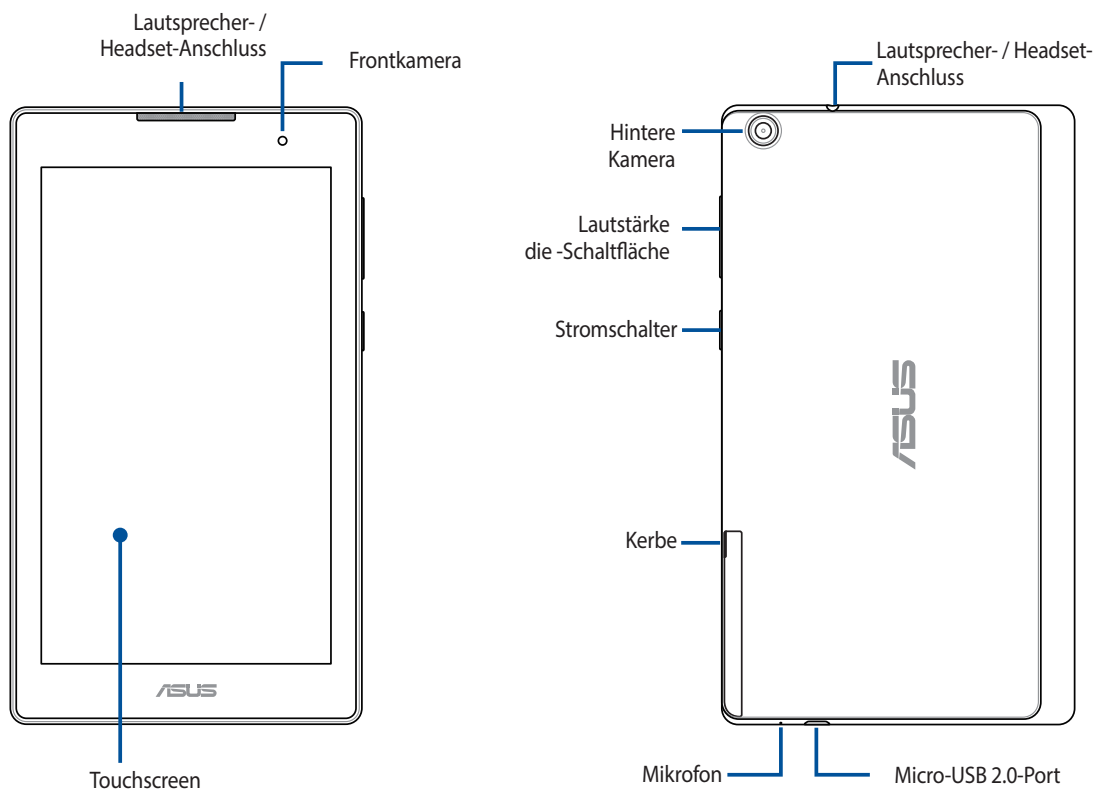 Lautsprecher- /
Headset-Anschluss
Frontkamera
ASUS
Touchscreen
Lautsprecher- / Headset-
Anschluss
Hintere
Kamera
Lautstärke
die -Schaltfläche
Stromschalter
ASUS
Kerbe
Mikrofon
Micro-USB 2.0-Port